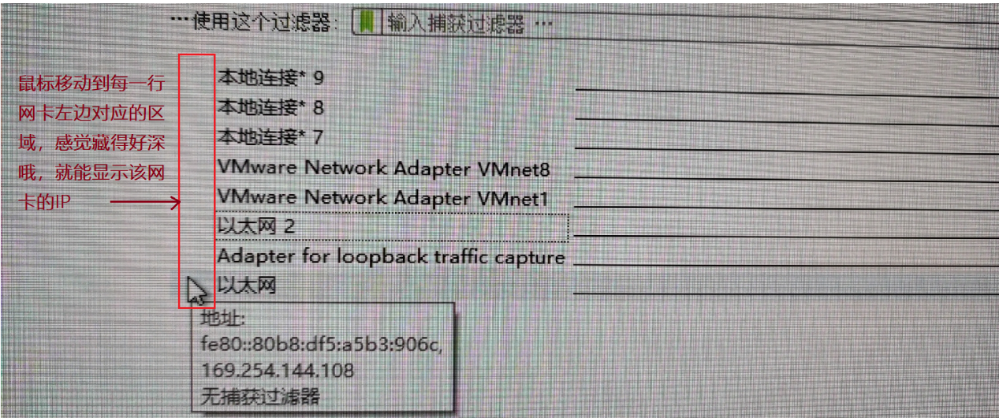 …使用这个过滤器: 输入捕获过滤器 …
鼠标移动到每一行
网卡左边对应的区
域，感觉藏得好深
哦，就能显示该网
卡的IP
本地连接* 9
本地连接* 8
本地连接* 7
VMware Network Adapter VMnet8
VMware Network Adapter VMnet1
以太网 2
Adapter for loopback traffic capture
以太网
地址:
fe80::80b8:df5:a5b3:906c,
169.254.144.108
无捕获过滤器